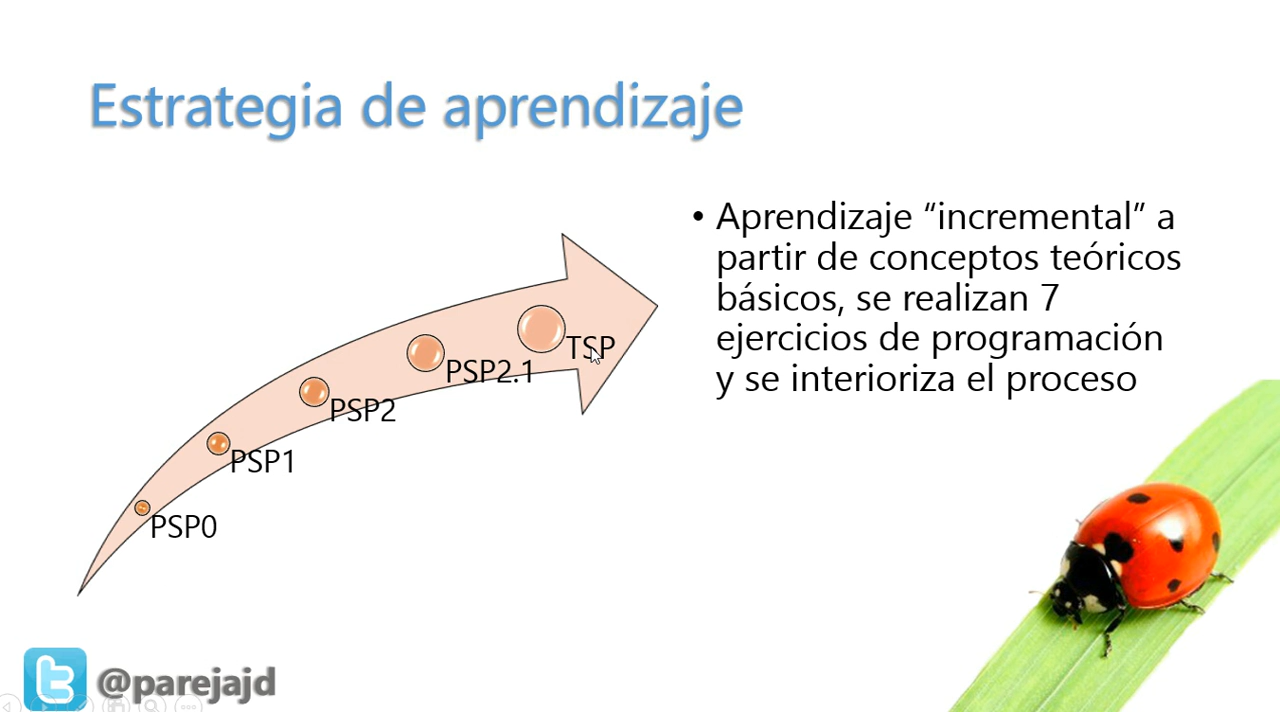 Estrategia de aprendizaje
• Aprendizaje “incremental” a
partir de conceptos teóricos
básicos, se realizan 7
ejercicios de programación
y se interioriza el proceso
TSP
PSP2.1
PSP2
PSP1
PSP0
@parejajd